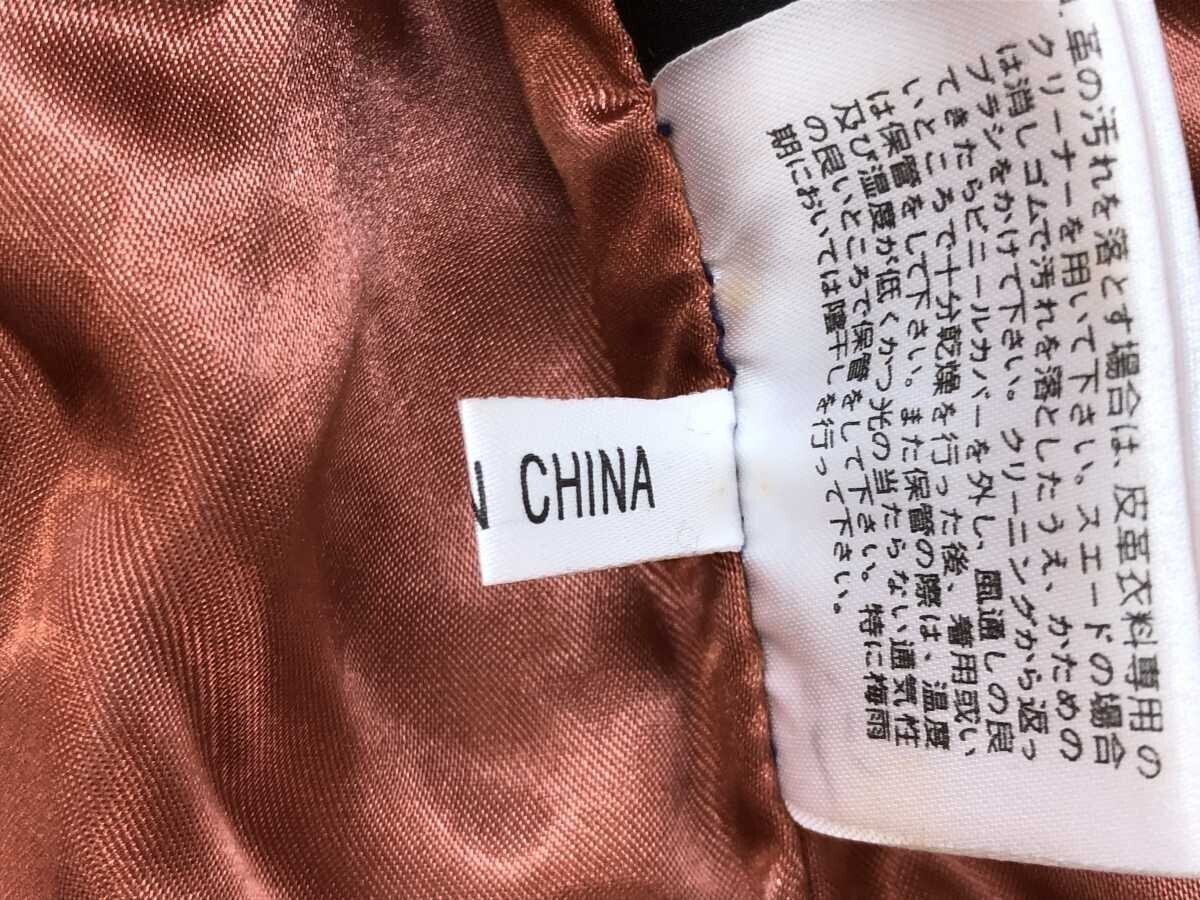 革の汚れを落とす場合は、皮革衣料専用の
クリーナーを用いて下さい。スエードの場合
は消しゴムで汚れを落としたうえ、かための
ブラシをかけて下さい。クリーニングから返っ
てきたらビニールカバーを外し、風通しの良
いところで十分乾燥を行った後、着用或い
は保管をして下さい。また保管の際は、温度
及び湿度が低くかつ光の当たらない通気性
の良いところで保管をして下さい。特に梅雨
期においては陰干しを行って下さい。
N CHINA